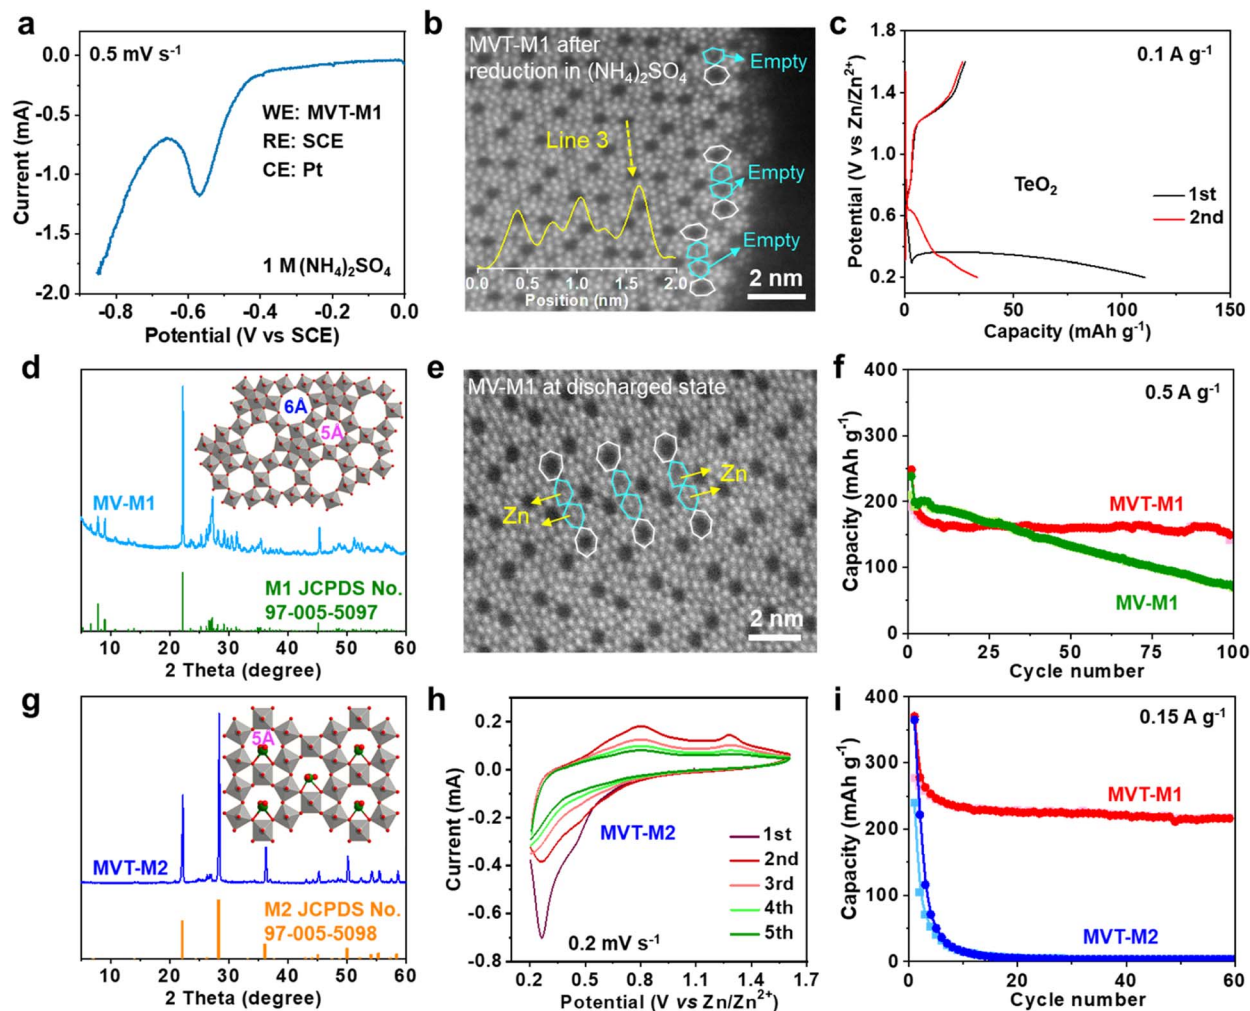 a
0.5 mV s⁻¹
WE: MVT-M1
RE: SCE
CE: Pt
1 M (NH₄)₂SO₄
0.0
-0.5
-1.0
-1.5
-2.0
Current (mA)
-0.8 -0.6 -0.4 -0.2 0.0
Potential (V vs SCE)
b
MVT-M1 after
reduction in (NH₄)₂SO₄
Line 3
Empty
Empty
Empty
0.0 0.5 1.0 1.5 2.0
Position (nm)
2 nm
c
0.1 A g⁻¹
TeO₂
1st
2nd
1.8
1.4
1.0
0.6
0.2
Potential (V vs Zn/Zn²⁺)
0 50 100 150
Capacity (mAh g⁻¹)
d
6Å
5Å
MV-M1
M1 JCPDS No.
97-005-5097
10 20 30 40 50 60
2 Theta (degree)
e
MV-M1 at discharged state
Zn
Zn
2 nm
f
0.5 A g⁻¹
MVT-M1
MV-M1
400
300
200
100
0
Capacity (mAh g⁻¹)
0 25 50 75 100
Cycle number
g
5Å
MVT-M2
M2 JCPDS No.
97-005-5098
10 20 30 40 50 60
2 Theta (degree)
h
MVT-M2
1st
2nd
3rd
4th
5th
0.2 mV s⁻¹
0.2
0.0
-0.2
-0.4
-0.6
-0.8
Current (mA)
0.2 0.5 0.8 1.1 1.4 1.7
Potential (V vs Zn/Zn²⁺)
i
0.15 A g⁻¹
MVT-M1
MVT-M2
400
300
200
100
0
Capacity (mAh g⁻¹)
0 20 40 60
Cycle number